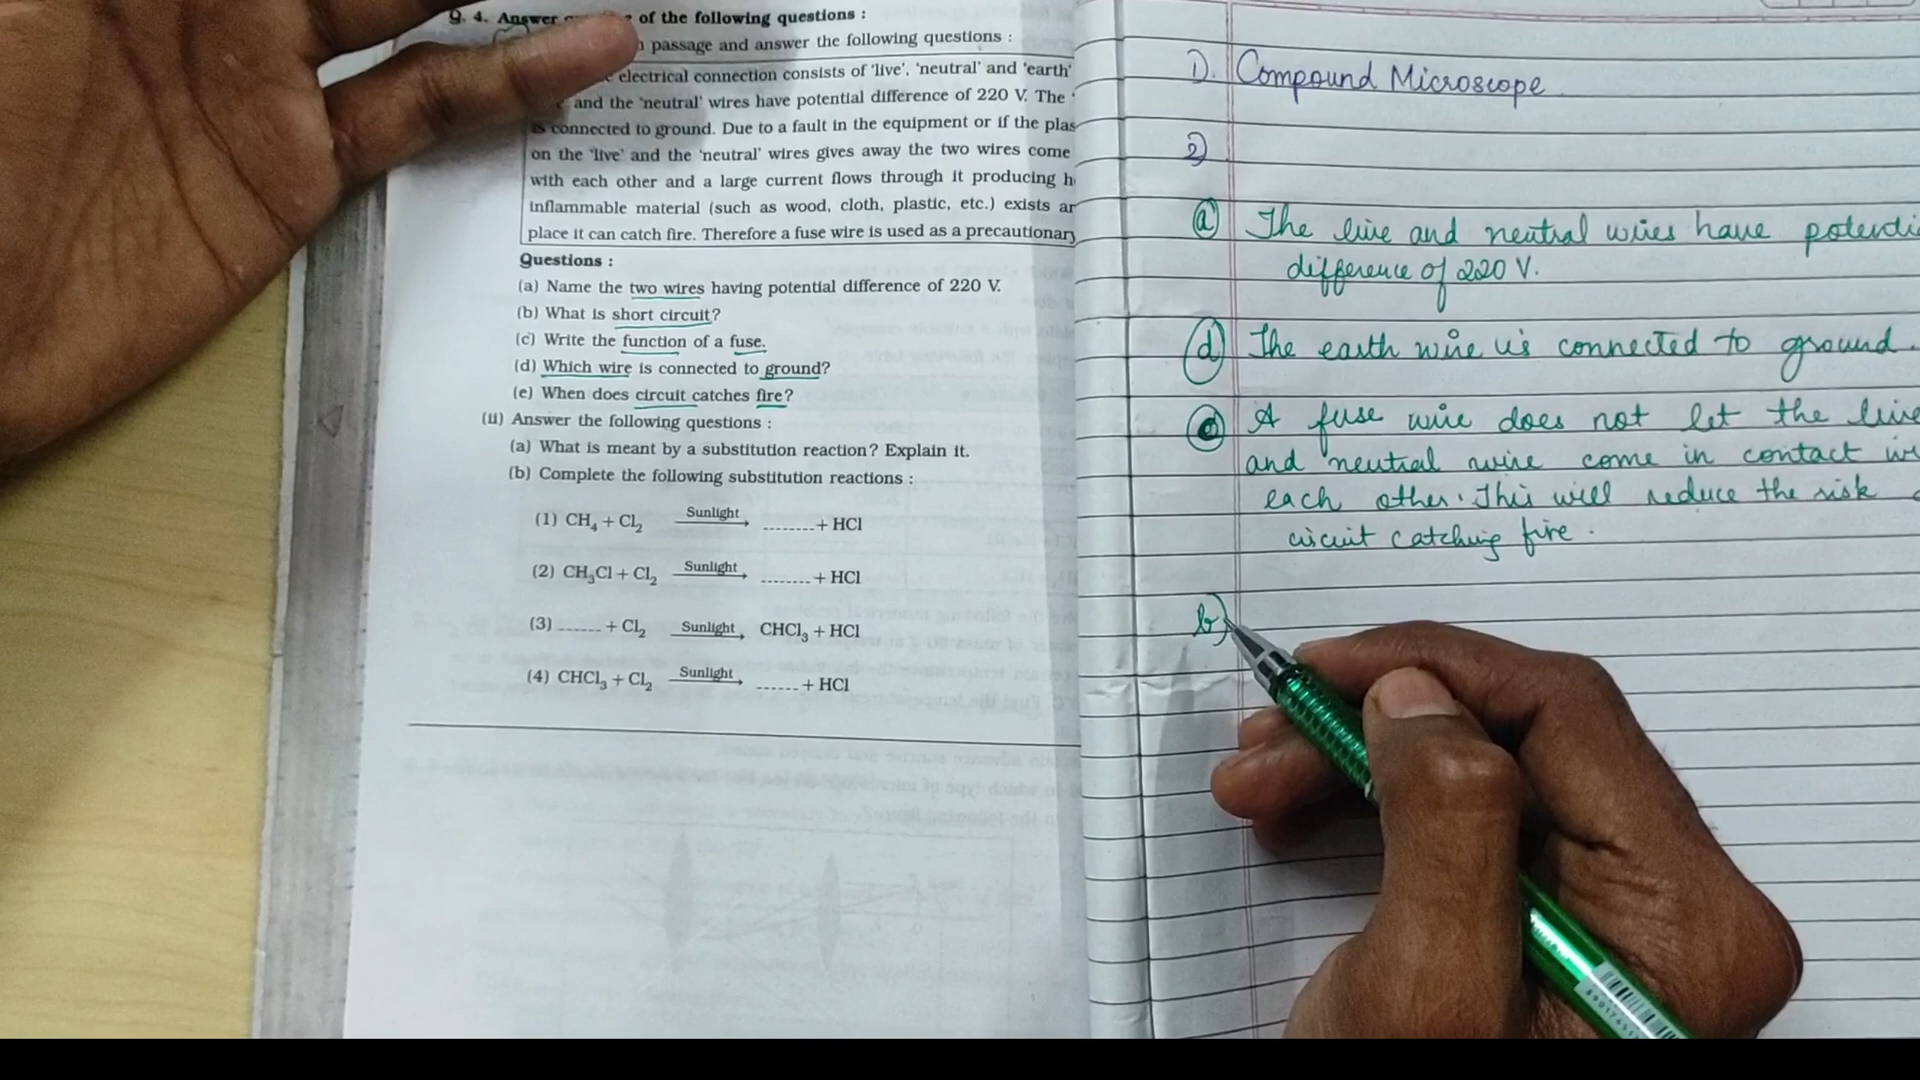 Q. 4. Answer of the following questions :
passage and answer the following questions :
electrical connection consists of 'live', 'neutral' and 'earth'
and the 'neutral' wires have potential difference of 220 V. The
is connected to ground. Due to a fault in the equipment or if the plas
on the 'live' and the 'neutral' wires gives away the two wires come
with each other and a large current flows through it producing h
inflammable material (such as wood, cloth, plastic, etc.) exists ar
place it can catch fire. Therefore a fuse wire is used as a precautionary
Questions :
(a) Name the two wires having potential difference of 220 V.
(b) What is short circuit?
(c) Write the function of a fuse.
(d) Which wire is connected to ground?
(e) When does circuit catches fire?
(ii) Answer the following questions :
(a) What is meant by a substitution reaction? Explain it.
(b) Complete the following substitution reactions :
(1) CH₄ + Cl₂ Sunlight → ........ + HCl
(2) CH₃Cl + Cl₂ Sunlight → ........ + HCl
(3) ...... + Cl₂ Sunlight → CHCl₃ + HCl
(4) CHCl₃ + Cl₂ Sunlight → ...... + HCl
1). Compound Microscope
2)
(a) The live and neutral wires have potenti
difference of 220 V.
(d) The earth wire is connected to ground.
A fuse wire does not let the live
and neutral wire come in contact wi
each other. This will reduce the risk
circuit catching fire.
b)